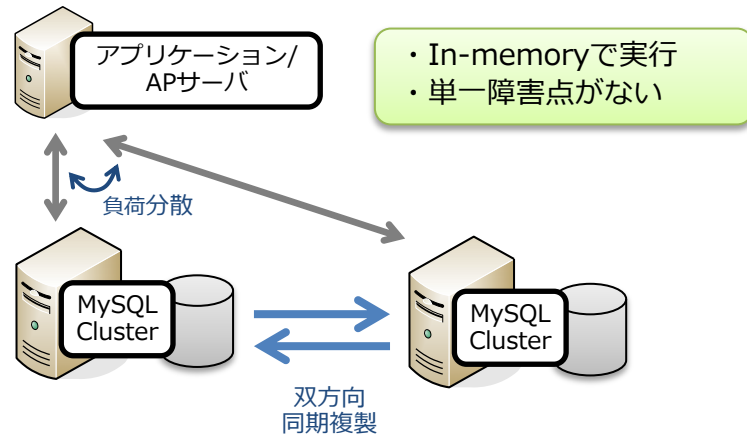 アプリケーション/
APサーバ
・In-memoryで実行
・単一障害点がない
負荷分散
MySQL
Cluster
MySQL
Cluster
双方向
同期複製